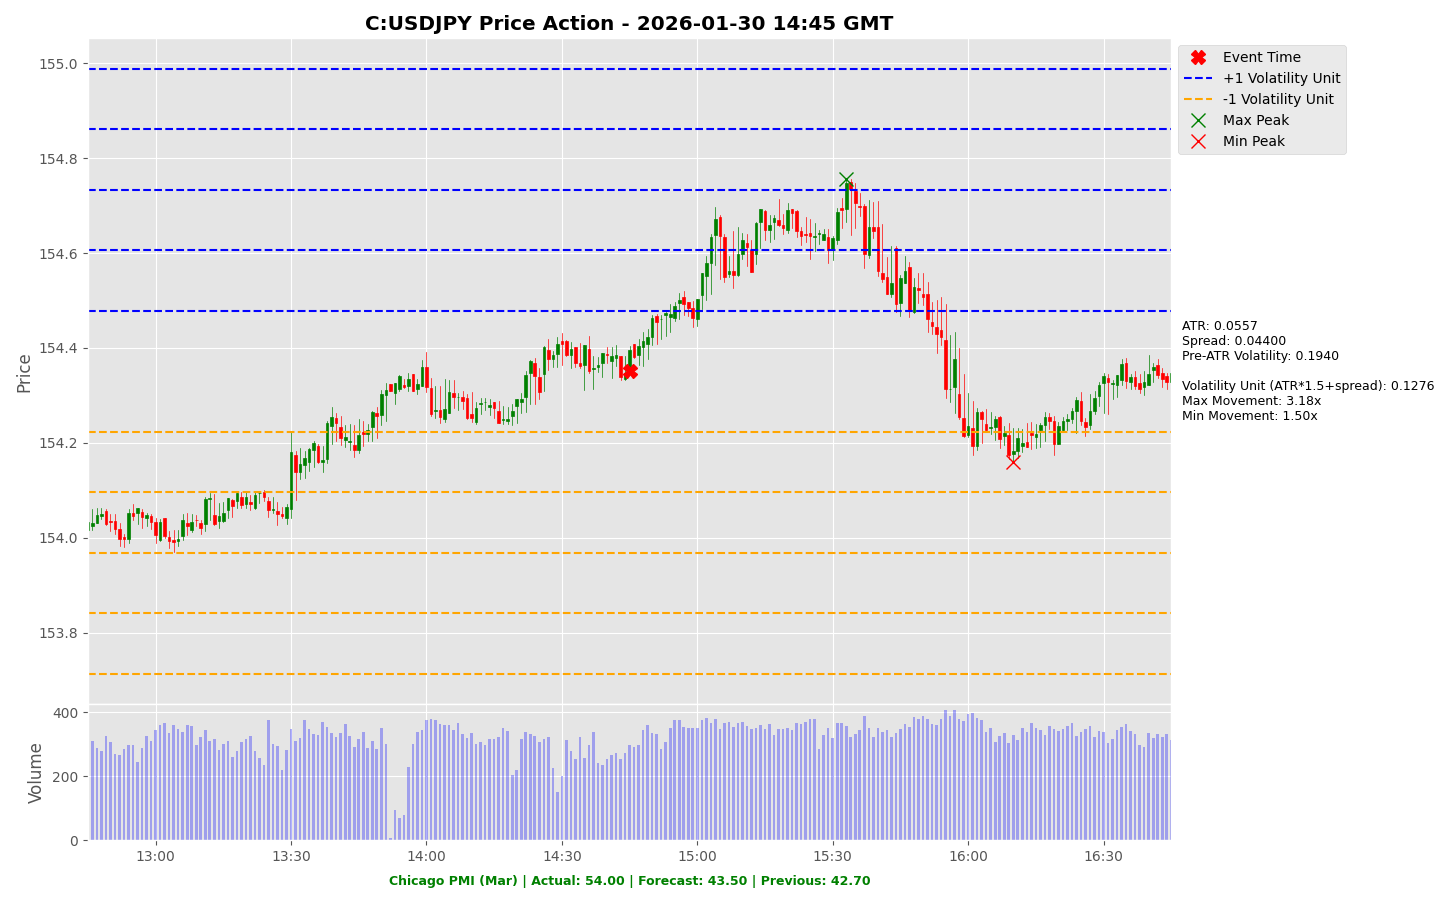 C:USDJPY Price Action - 2026-01-30 14:45 GMT
Event Time
+1 Volatility Unit
-1 Volatility Unit
Max Peak
Min Peak
Price
155.0
154.8
154.6
154.4
154.2
154.0
153.8
ATR: 0.0557
Spread: 0.04400
Pre-ATR Volatility: 0.1940
Volatility Unit (ATR*1.5+spread): 0.1276
Max Movement: 3.18x
Min Movement: 1.50x
Volume
400
200
0
13:00 13:30 14:00 14:30 15:00 15:30 16:00 16:30
Chicago PMI (Mar) | Actual: 54.00 | Forecast: 43.50 | Previous: 42.70